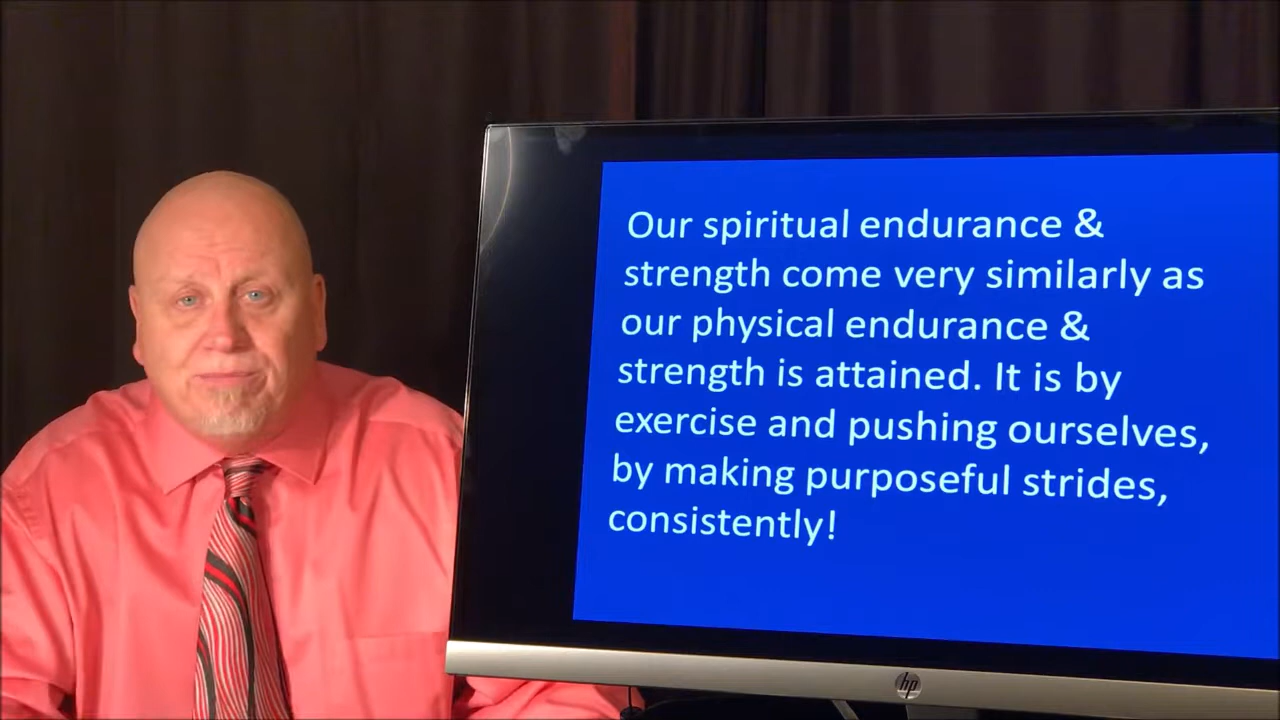 Our spiritual endurance &
strength come very similarly as
our physical endurance &
strength is attained. It is by
exercise and pushing ourselves,
by making purposeful strides,
consistently!
hp